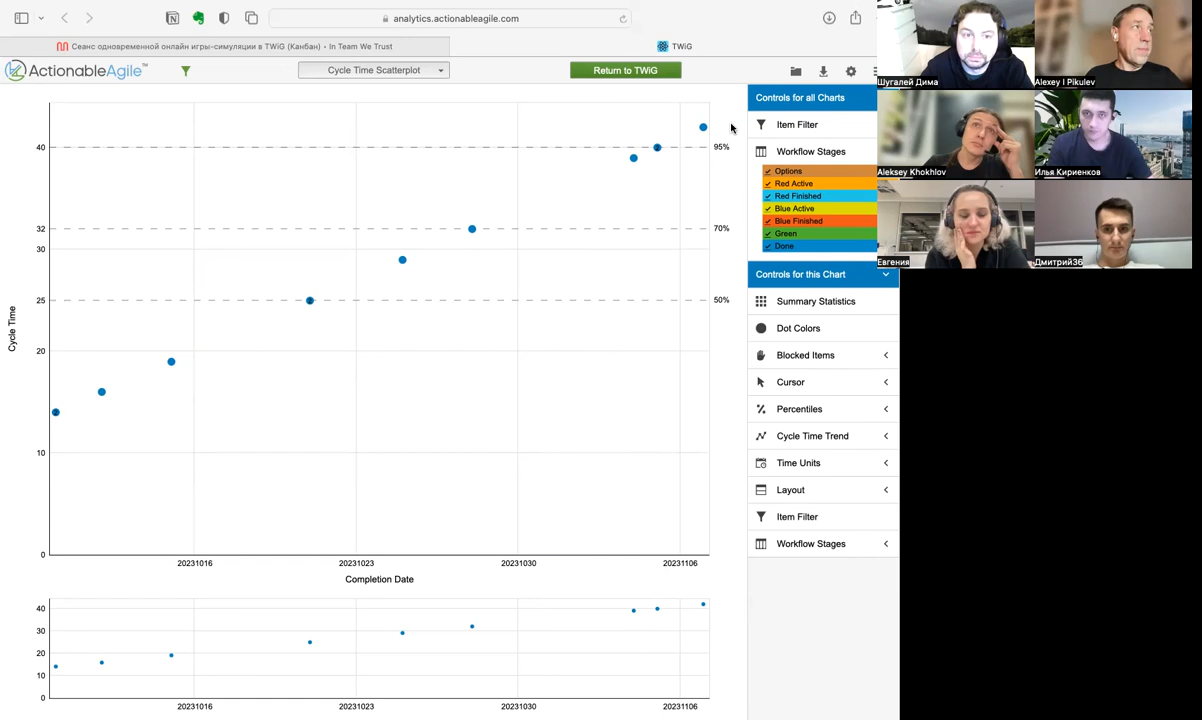 analytics.actionableagile.com
Сеанс одновременной онлайн игры-симуляции в TWiG (Канбан) • In Team We Trust
TWiG
ActionableAgile™
Cycle Time Scatterplot
Return to TWiG
Шугалей Дима
Alexey I Pikulev
Aleksey Khokhlov
Илья Кириенков
Евгения
Дмитрий36
Controls for all Charts
Item Filter
Workflow Stages
Options
Red Active
Red Finished
Blue Active
Blue Finished
Green
Done
Controls for this Chart
Summary Statistics
Dot Colors
Blocked Items
Cursor
Percentiles
Cycle Time Trend
Time Units
Layout
Item Filter
Workflow Stages
Cycle Time
40
32
30
25
20
10
0
95%
70%
50%
2
2
2
20231016
20231023
20231030
20231106
Completion Date
40
30
20
10
0
20231016
20231023
20231030
20231106